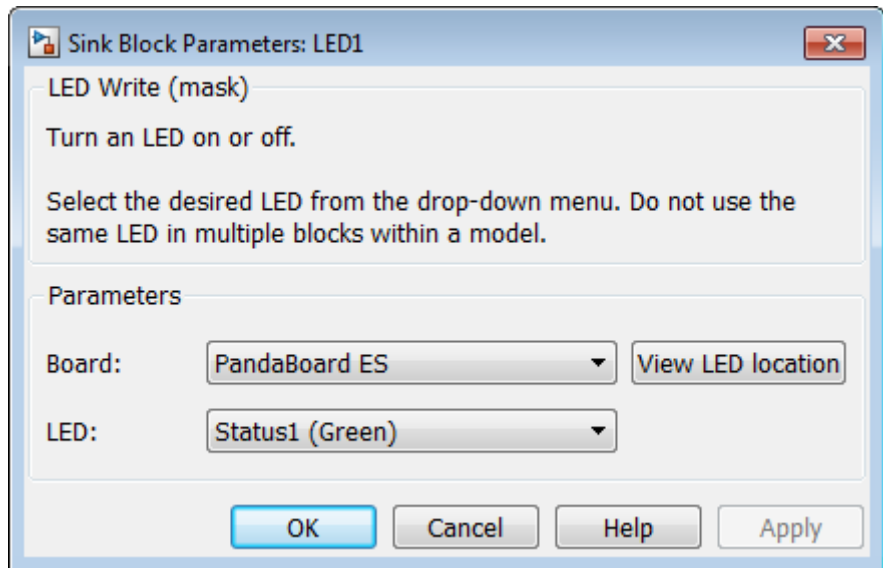 Sink Block Parameters: LED1
LED Write (mask)
Turn an LED on or off.
Select the desired LED from the drop-down menu. Do not use the
same LED in multiple blocks within a model.
Parameters
Board: PandaBoard ES View LED location
LED: Status1 (Green)
OK Cancel Help Apply